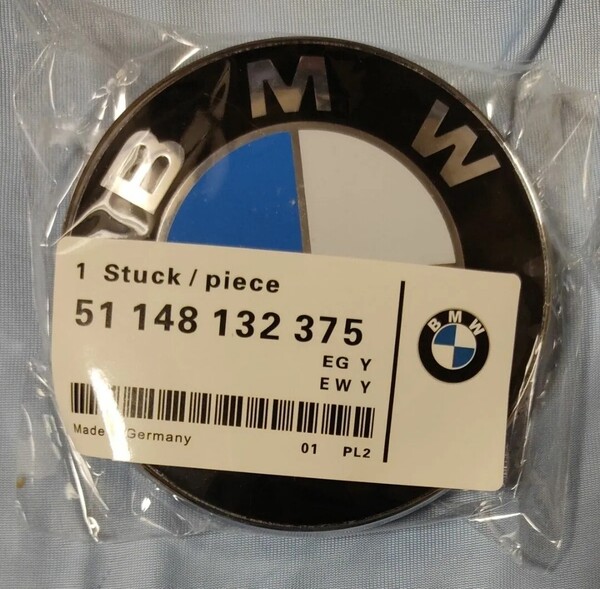 BMW
1 Stuck / piece
51 148 132 375
EG Y
EW Y
Made in Germany
01 PL2
BMW